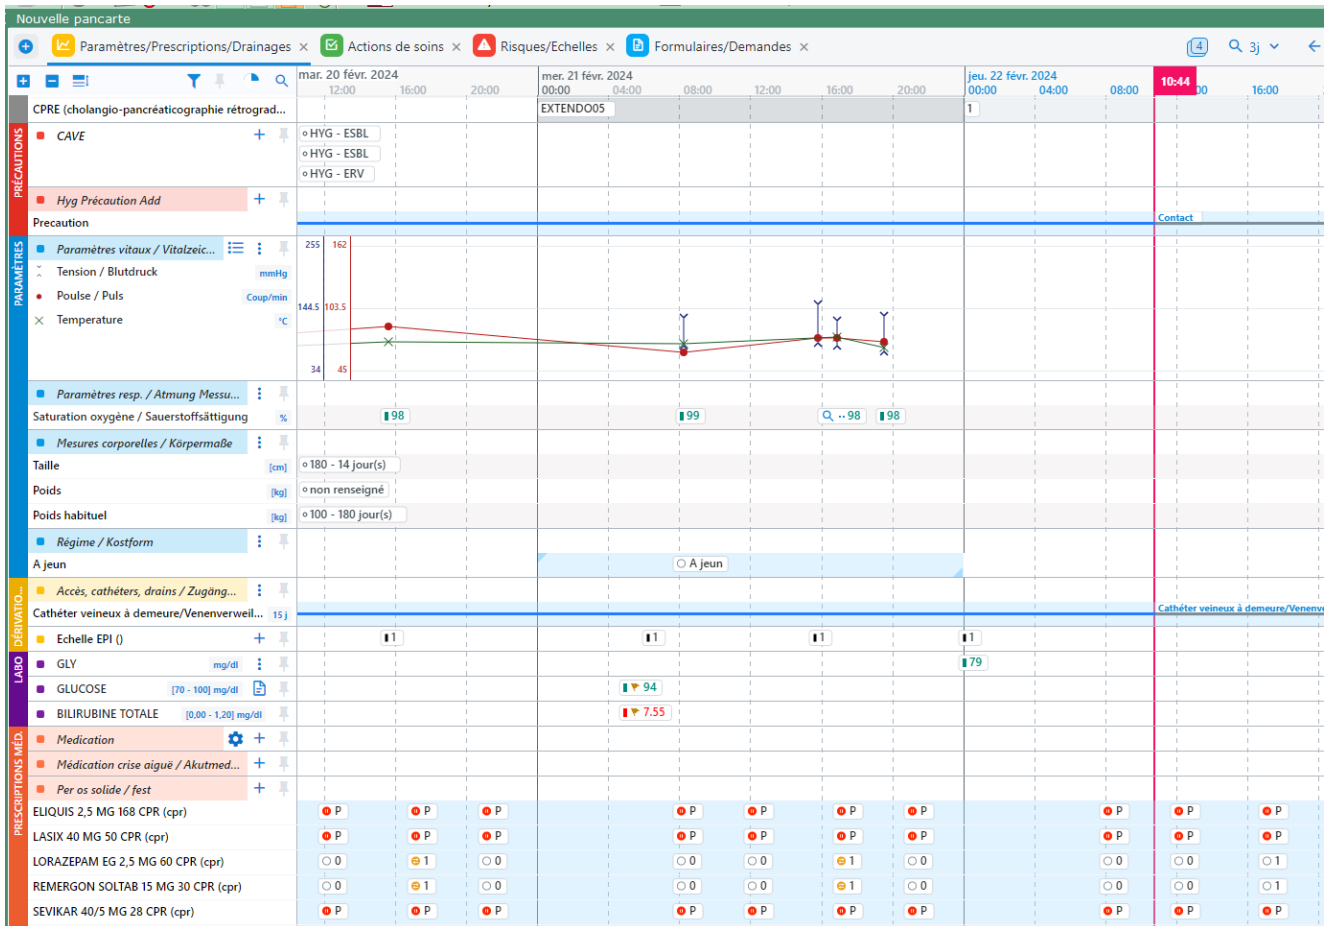 Nouvelle pancarte
Paramètres/Prescriptions/Drainages × Actions de soins × Risques/Echelles × Formulaires/Demandes × 4 3j
mar. 20 févr. 2024 mer. 21 févr. 2024 jeu. 22 févr. 2024 10:44
12:00 16:00 20:00 00:00 04:00 08:00 12:00 16:00 20:00 00:00 04:00 08:00 00 16:00
CPRE (cholangio-pancréaticographie rétrograd... EXTENDO05 1
PRÉCAUTIONS
CAVE HYG - ESBL
HYG - ESBL
HYG - ERV
Hyg Précaution Add
Precaution Contact
PARAMÈTRES
Paramètres vitaux / Vitalzeic... 255 162
Tension / Blutdruck mmHg
Poulse / Puls Coup/min 144.5 103.5
Temperature °C
34 45
Paramètres resp. / Atmung Messu...
Saturation oxygène / Sauerstoffsättigung % 98 99 98 98
Mesures corporelles / Körpermaße
Taille [cm] 180 - 14 jour(s)
Poids [kg] non renseigné
Poids habituel [kg] 100 - 180 jour(s)
Régime / Kostform
A jeun A jeun
DÉRIVATIO...
Accès, cathéters, drains / Zugäng...
Cathéter veineux à demeure/Venenverweil... 15 j Cathéter veineux à demeure/Venenve
Echelle EPI () 1 1 1 1
LABO
GLY mg/dl 79
GLUCOSE [70 - 100] mg/dl 94
BILIRUBINE TOTALE [0,00 - 1,20] mg/dl 7.55
PRESCRIPTIONS MÉD.
Medication
Médication crise aiguë / Akutmed...
Per os solide / fest
ELIQUIS 2,5 MG 168 CPR (cpr) P P P P P P P P P P
LASIX 40 MG 50 CPR (cpr) P P P P P P P P P P
LORAZEPAM EG 2,5 MG 60 CPR (cpr) 0 1 0 0 0 1 0 0 0 1
REMERGON SOLTAB 15 MG 30 CPR (cpr) 0 1 0 0 0 1 0 0 0 1
SEVIKAR 40/5 MG 28 CPR (cpr) P P P P P P P P P P